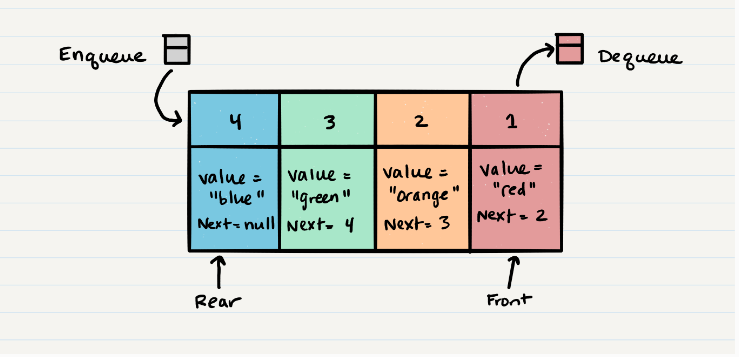 Enqueue
Dequeue
4
3
2
1
value =
"blue"
Next=null
value =
"green"
Next= 4
value =
"orange"
Next= 3
value =
"red"
Next= 2
Rear
Front